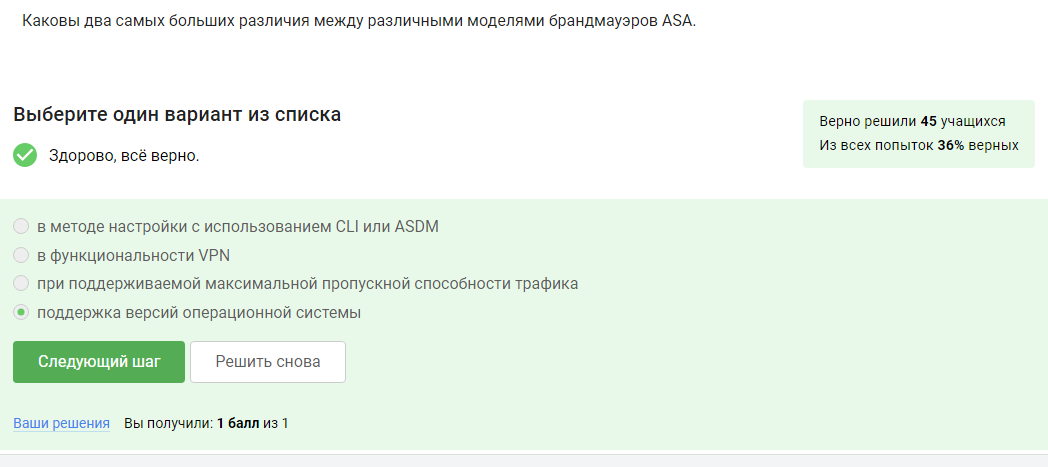 Каковы два самых больших различия между различными моделями брандмауэров ASA.
Выберите один вариант из списка
Здорово, всё верно.
Верно решили 45 учащихся
Из всех попыток 36% верных
в методе настройки с использованием CLI или ASDM
в функциональности VPN
при поддерживаемой максимальной пропускной способности трафика
поддержка версий операционной системы
Следующий шаг
Решить снова
Ваши решения Вы получили: 1 балл из 1